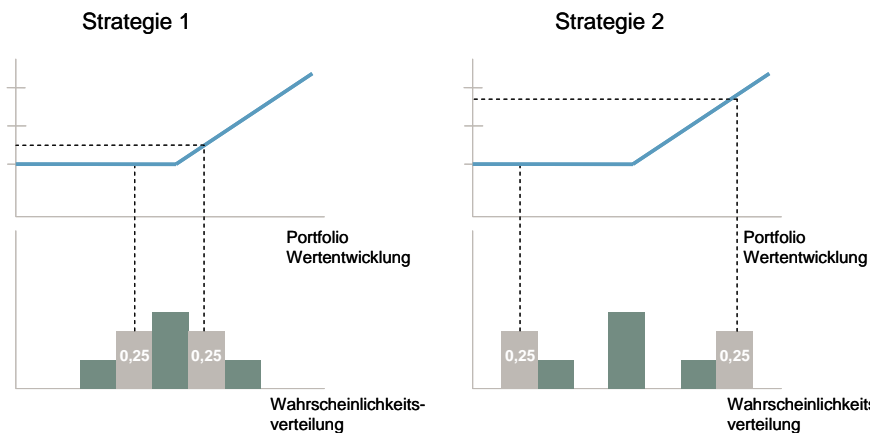 Strategie 1
Strategie 2
Portfolio
Wertentwicklung
Portfolio
Wertentwicklung
0,25
0,25
0,25
0,25
Wahrscheinlichkeits-
verteilung
Wahrscheinlichkeits
verteilung